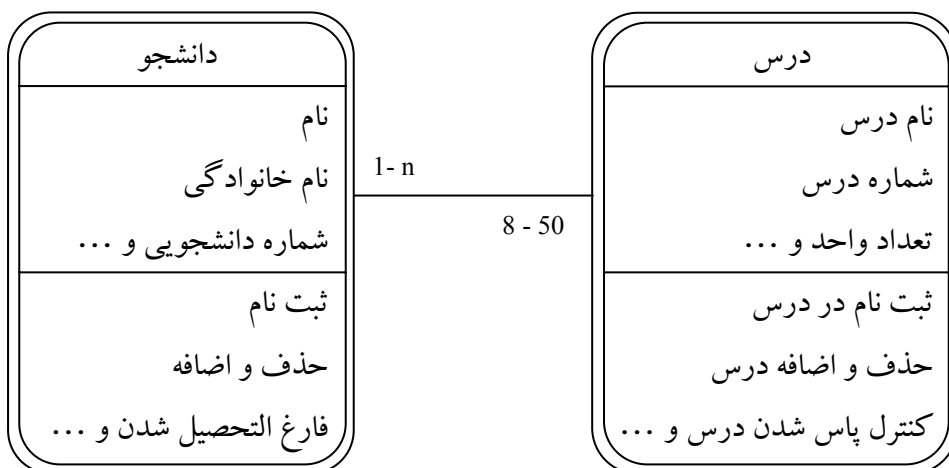 درس
نام درس
شماره درس
تعداد واحد و ...
ثبت نام در درس
حذف و اضافه درس
کنترل پاس شدن درس و ...
1- n
8 - 50
دانشجو
نام
نام خانوادگی
شماره دانشجویی و ...
ثبت نام
حذف و اضافه
فارغ التحصیل شدن و ...